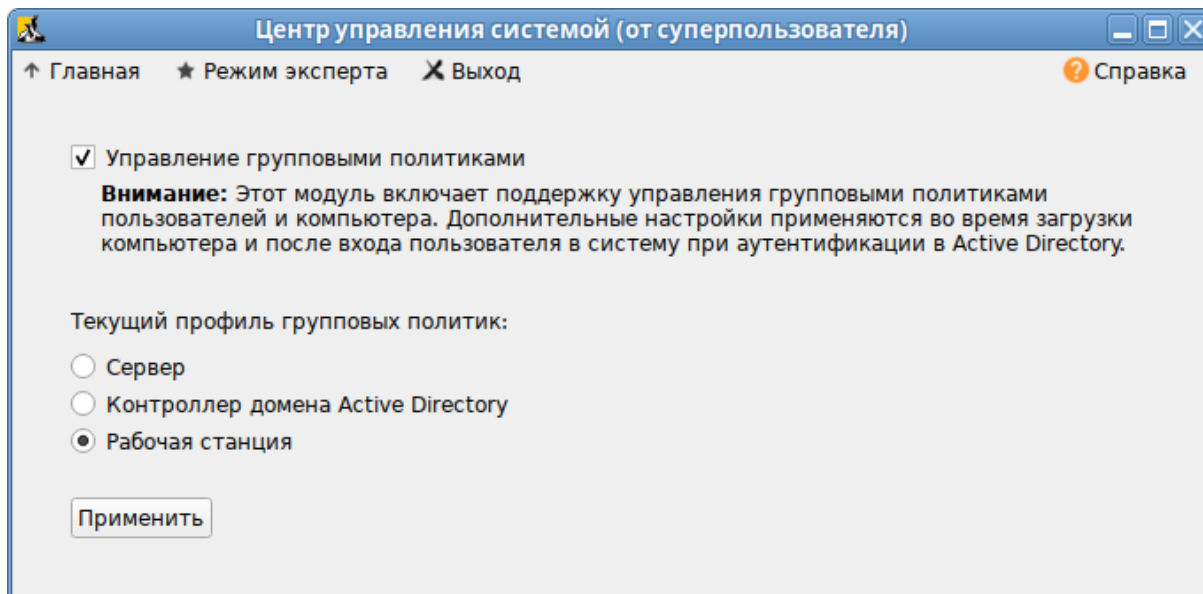 Центр управления системой (от суперпользователя)
Главная Режим эксперта Выход Справка
Управление групповыми политиками
Внимание: Этот модуль включает поддержку управления групповыми политиками
пользователей и компьютера. Дополнительные настройки применяются во время загрузки
компьютера и после входа пользователя в систему при аутентификации в Active Directory.
Текущий профиль групповых политик:
Сервер
Контроллер домена Active Directory
Рабочая станция
Применить